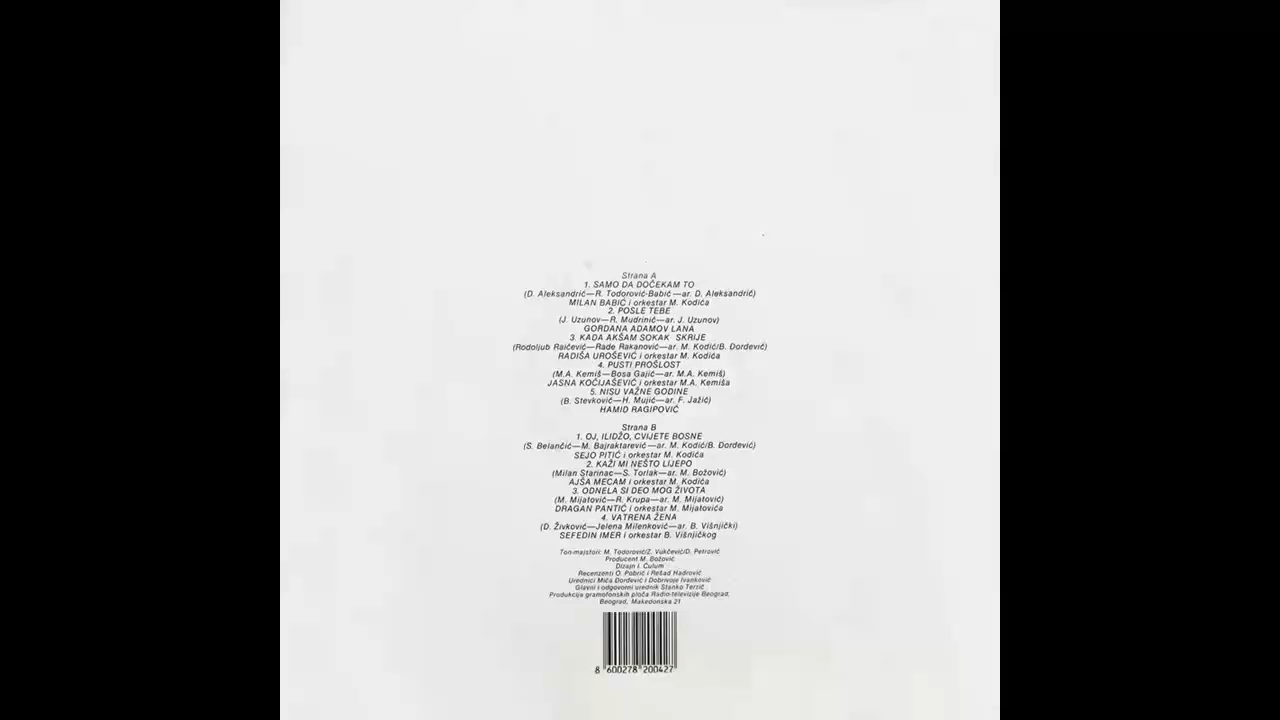 Strana A
1. SAMO DA DOČEKAM TO
(D. Aleksandrić—R. Todorović-Babić—ar. D. Aleksandrić)
MILAN BABIĆ i orkestar M. Kodića
2. POSLE TEBE
(J. Uzunov—R. Mudrinić—ar. J. Uzunov)
GORDANA ADAMOV LANA
3. KADA AKŠAM SOKAK SKRIJE
(Rodoljub Raičević—Rade Rakanović—ar. M. Kodić/B. Đorđević)
RADIŠA UROŠEVIĆ i orkestar M. Kodića
4. PUSTI PROŠLOST
(M.A. Kemiš—Bosa Gajić—ar. M.A. Kemiš)
JASNA KOČIJAŠEVIĆ i orkestar M.A. Kemiša
5. NISU VAŽNE GODINE
(B. Stevković—H. Mujić—ar. F. Jažić)
HAMID RAGIPOVIĆ
Strana B
1. OJ, ILIDŽO, CVIJETE BOSNE
(S. Belančić—M. Bajraktarević—ar. M. Kodić/B. Đorđević)
SEJO PITIĆ i orkestar M. Kodića
2. KAŽI MI NEŠTO LIJEPO
(Milan Starinac—S. Torlak—ar. M. Božović)
AJŠA MECAM i orkestar M. Kodića
3. ODNELA SI DEO MOG ŽIVOTA
(M. Mijatović—R. Krupa—ar. M. Mijatović)
DRAGAN PANTIĆ i orkestar M. Mijatovića
4. VATRENA ŽENA
(D. Živković—Jelena Milenković—ar. B. Višnjički)
SEFEDIN IMER i orkestar B. Višnjičkog
Ton-majstori: M. Todorović/Z. Vukčević/D. Petrović
Producent M. Božović
Dizajn I. Ćulum
Recenzenti O. Pobrić i Rešad Hadrović
Urednici Mića Đorđević i Dobrivoje Ivanković
Glavni i odgovorni urednik Stanko Terzić
Produkcija gramofonskih ploča Radio-televizije Beograd,
Beograd, Makedonska 21
8 600278 200427